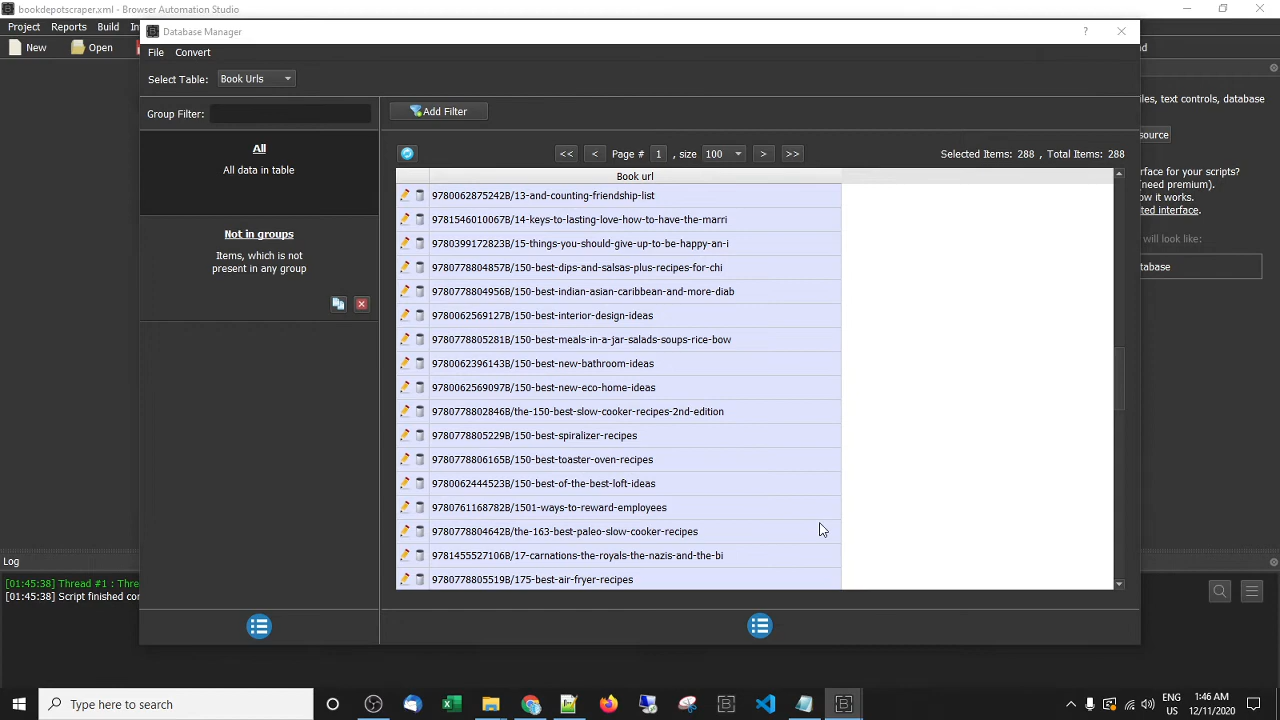 bookdepotscraper.xml - Browser Automation Studio
Project Reports Build In
New Open
Database Manager
?
File Convert
Select Table: Book Urls
Group Filter:
Add Filter
All
All data in table
Not in groups
Items, which is
not present in any
group
<< < Page # 1 , size 100 > >>
Selected Items: 288 , Total Items: 288
Book url
9780062875242B/13-and-counting-friendship-list
9781546010067B/14-keys-to-lasting-love-how-to-have-the-marri
9780399172823B/15-things-you-should-give-up-to-be-happy-an-i
9780778804857B/150-best-dips-and-salsas-plus-recipes-for-chi
9780778804956B/150-best-indian-asian-caribbean-and-more-diab
9780062569127B/150-best-interior-design-ideas
9780778805281B/150-best-meals-in-a-jar-salads-soups-rice-bow
9780062396143B/150-best-new-bathroom-ideas
9780062569097B/150-best-new-eco-home-ideas
9780778802846B/the-150-best-slow-cooker-recipes-2nd-edition
9780778805229B/150-best-spiralizer-recipes
9780778806165B/150-best-toaster-oven-recipes
9780062444523B/150-best-of-the-best-loft-ideas
9780761168782B/1501-ways-to-reward-employees
9780778804642B/the-163-best-paleo-slow-cooker-recipes
9781455527106B/17-carnations-the-royals-the-nazis-and-the-bi
9780778805519B/175-best-air-fryer-recipes
d
les, text controls, database
ource
rface for your scripts?
need premium).
ow it works.
ted interface.
will look like:
tabase
Log
[01:45:38] Thread #1 : Thre
[01:45:38] Script finished cor
Type here to search
ENG
US
1:46 AM
12/11/2020